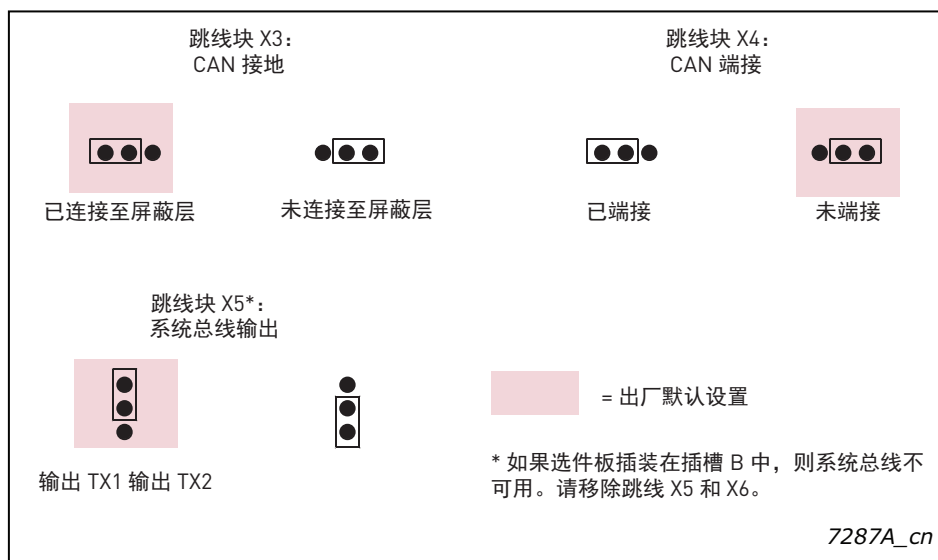 跳线块 X3：
CAN 接地
跳线块 X4：
CAN 端接
已连接至屏蔽层
未连接至屏蔽层
已端接
未端接
跳线块 X5*：
系统总线输出
= 出厂默认设置
输出 TX1 输出 TX2
* 如果选件板插装在插槽 B 中，则系统总线不
可用。请移除跳线 X5 和 X6。
7287A_cn